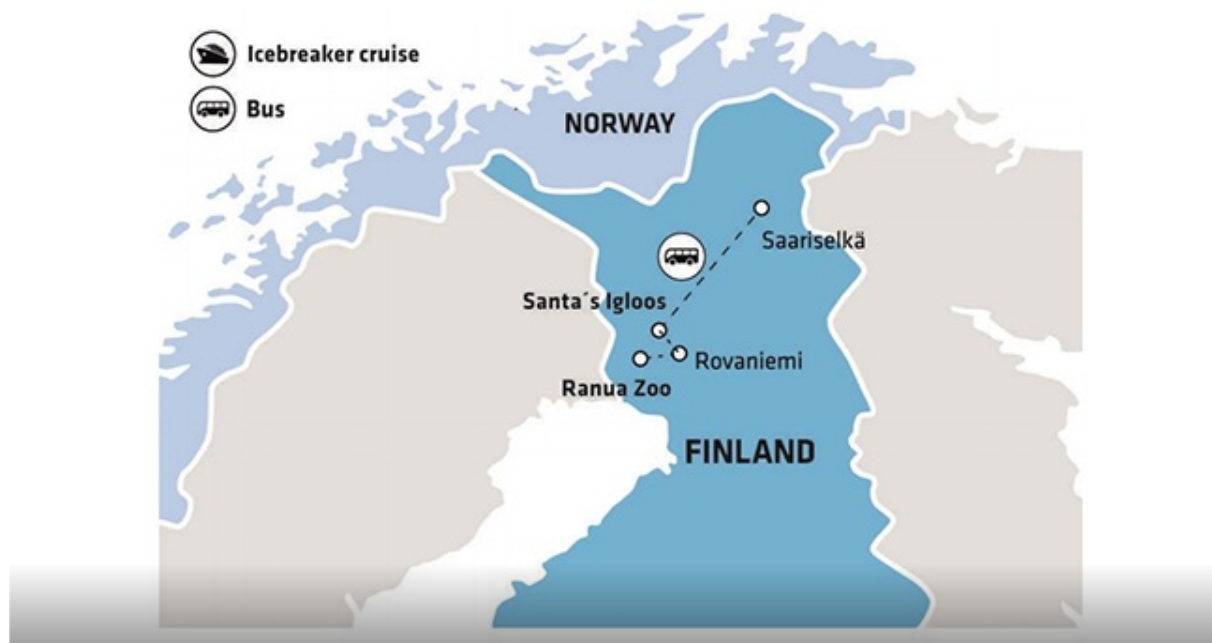 Icebreaker cruise
Bus
NORWAY
Saariselkä
Santa´s Igloos
Rovaniemi
Ranua Zoo
FINLAND